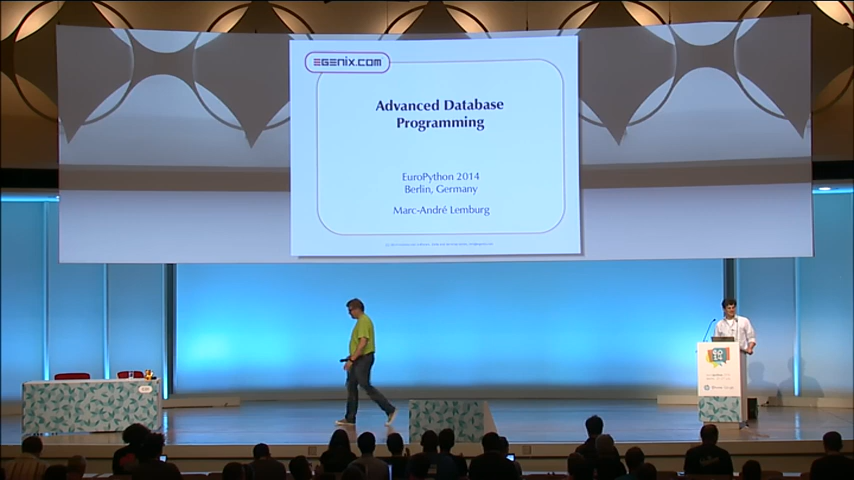 EGENIX.COM
Advanced Database
Programming
EuroPython 2014
Berlin, Germany
Marc-André Lemburg